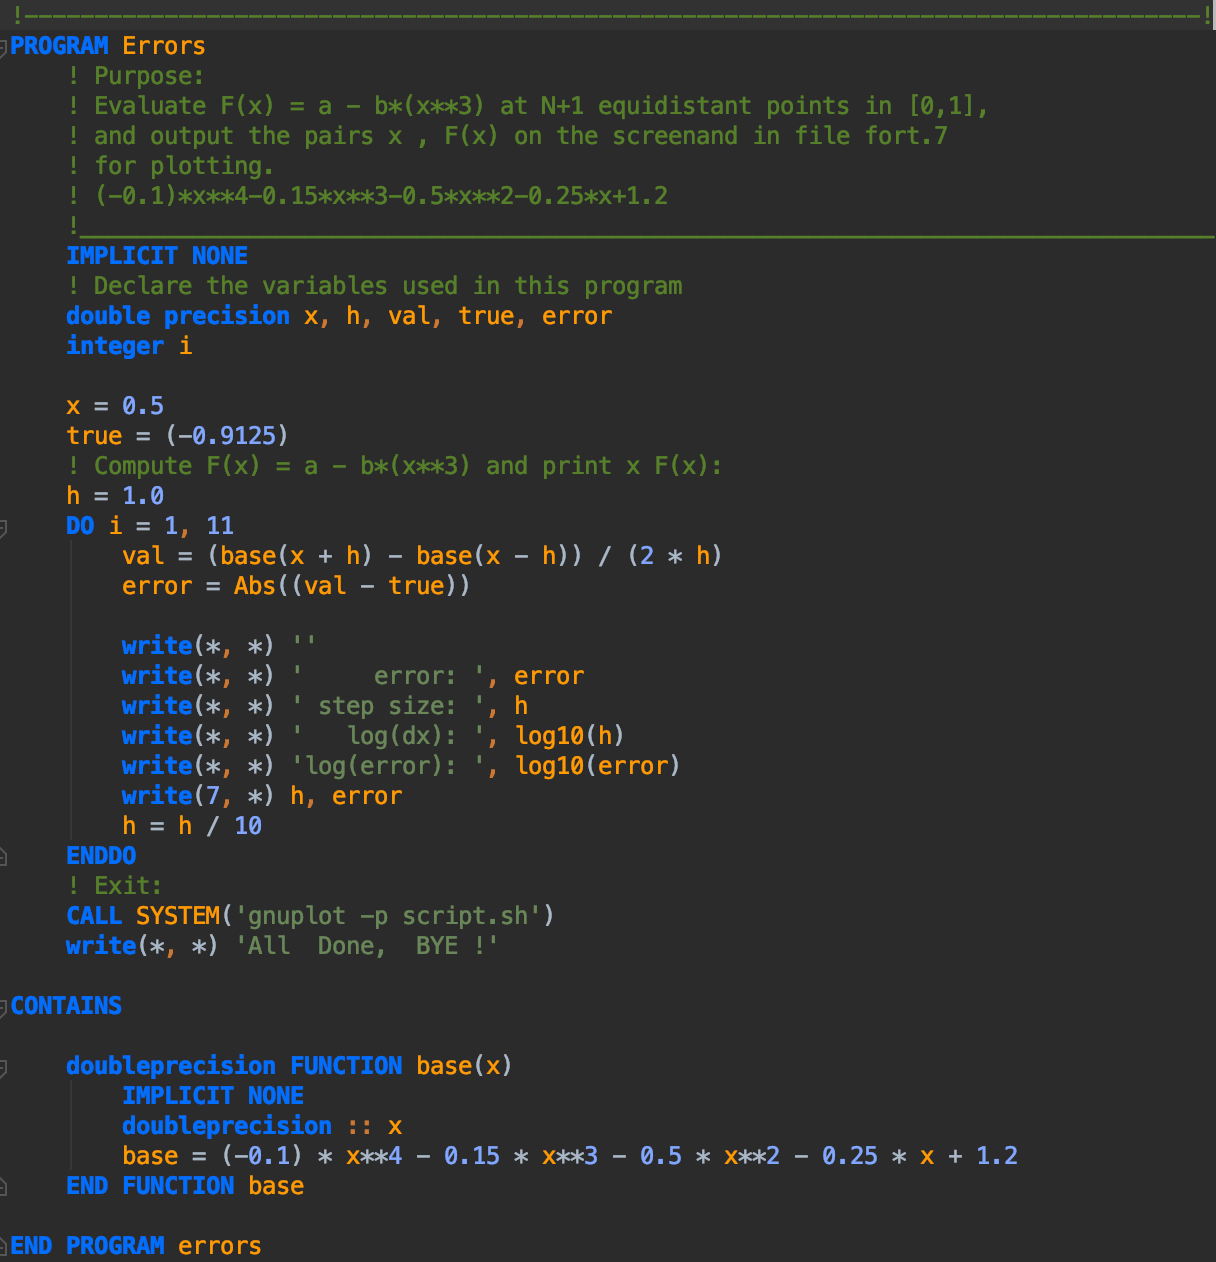 !------------------------------------------------------------------------------------!
PROGRAM Errors
    ! Purpose:
    ! Evaluate F(x) = a - b*(x**3) at N+1 equidistant points in [0,1],
    ! and output the pairs x , F(x) on the screenand in file fort.7
    ! for plotting.
    ! (-0.1)*x**4-0.15*x**3-0.5*x**2-0.25*x+1.2
    !_________________________________________________________________________________
    IMPLICIT NONE
    ! Declare the variables used in this program
    double precision x, h, val, true, error
    integer i

    x = 0.5
    true = (-0.9125)
    ! Compute F(x) = a - b*(x**3) and print x F(x):
    h = 1.0
    DO i = 1, 11
        val = (base(x + h) - base(x - h)) / (2 * h)
        error = Abs((val - true))

        write(*, *) ''
        write(*, *) '     error: ', error
        write(*, *) ' step size: ', h
        write(*, *) '   log(dx): ', log10(h)
        write(*, *) 'log(error): ', log10(error)
        write(7, *) h, error
        h = h / 10
    ENDDO
    ! Exit:
    CALL SYSTEM('gnuplot -p script.sh')
    write(*, *) 'All  Done,  BYE !'

CONTAINS

    doubleprecision FUNCTION base(x)
        IMPLICIT NONE
        doubleprecision :: x
        base = (-0.1) * x**4 - 0.15 * x**3 - 0.5 * x**2 - 0.25 * x + 1.2
    END FUNCTION base

END PROGRAM errors